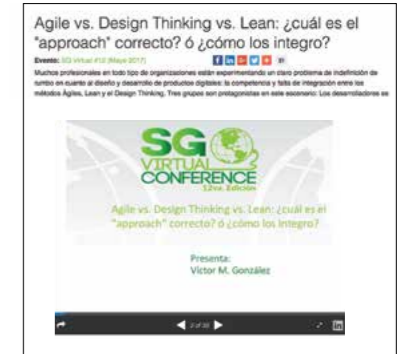 Agile vs. Design Thinking vs. Lean: ¿cuál es el
"approach" correcto? ó ¿cómo los integro?
Evento: SG Virtual #12 (Mayo 2017)
Muchos profesionales en todo tipo de organizaciones están experimentando un claro problema de indefinición de
rumbo en cuanto al diseño y desarrollo de productos digitales: la competencia y falta de integración entre los
métodos Ágiles, Lean y el Design Thinking. Tres grupos son protagonistas en este escenario: Los desarrolladores se
SG
VIRTUAL
CONFERENCE
12va. Edición
Agile vs. Design Thinking vs. Lean: ¿cuál es el
"approach" correcto? ó ¿cómo los integro?
Presenta:
Víctor M. González